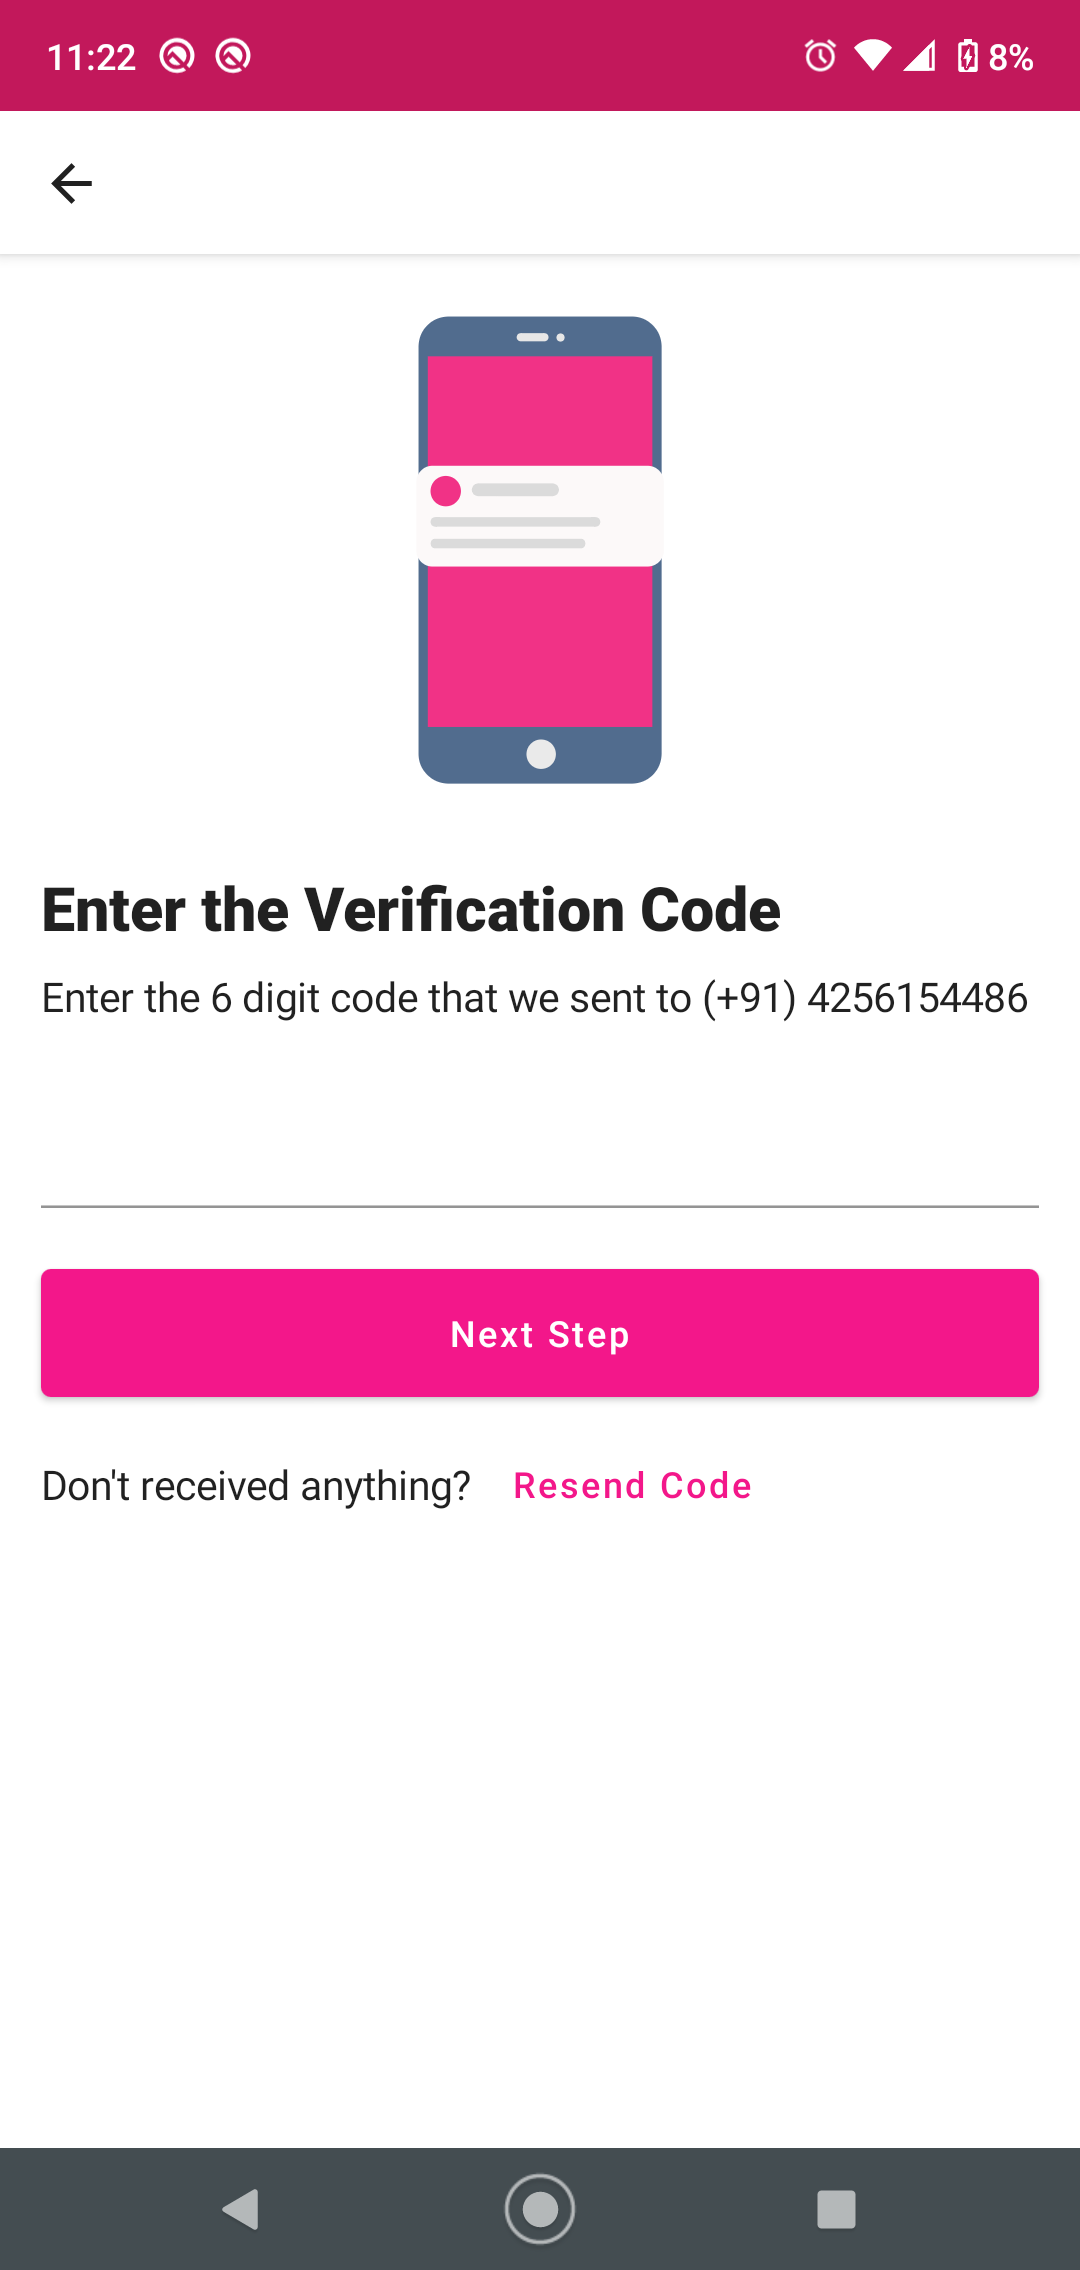 11:22
8%
Enter the Verification Code
Enter the 6 digit code that we sent to (+91) 4256154486
Next Step
Don't received anything? Resend Code